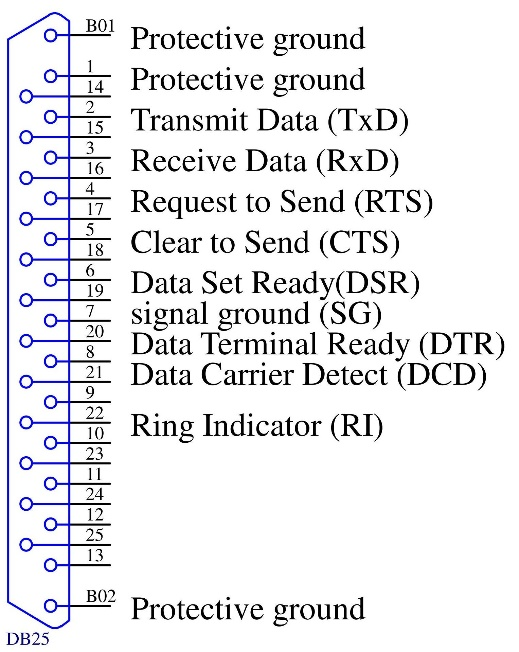 B01 Protective ground
1 Protective ground
14
2 Transmit Data (TxD)
15
3 Receive Data (RxD)
16
4 Request to Send (RTS)
17
5 Clear to Send (CTS)
18
6 Data Set Ready(DSR)
19
7 signal ground (SG)
20 Data Terminal Ready (DTR)
8 Data Carrier Detect (DCD)
21
9
22 Ring Indicator (RI)
10
23
11
24
12
25
13
B02 Protective ground
DB25